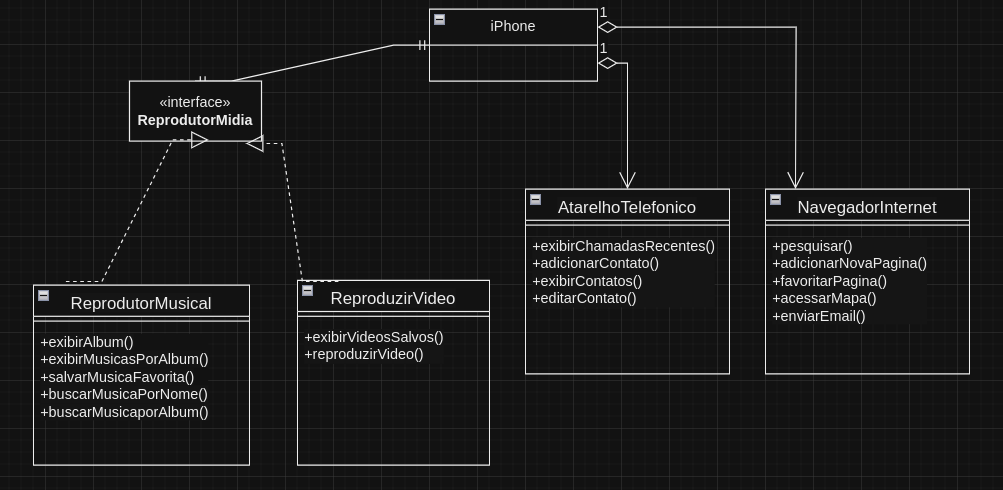 iPhone
1
1
«interface»
ReprodutorMidia
AtarelhoTelefonico
+exibirChamadasRecentes()
+adicionarContato()
+exibirContatos()
+editarContato()
NavegadorInternet
+pesquisar()
+adicionarNovaPagina()
+favoritarPagina()
+acessarMapa()
+enviarEmail()
ReprodutorMusical
+exibirAlbum()
+exibirMusicasPorAlbum()
+salvarMusicaFavorita()
+buscarMusicaPorNome()
+buscarMusicaporAlbum()
ReproduzirVideo
+exibirVideosSalvos()
+reproduzirVideo()